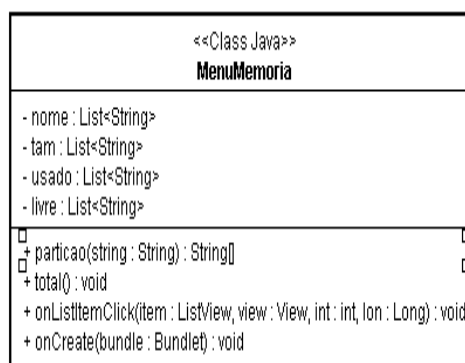 <<Class Java>>
MenuMemoria
- nome : List<String>
- tam : List<String>
- usado : List<String>
- livre : List<String>
+ particao(string : String) : String[]
+ total() : void
+ onListItemClick(item : ListView, view : View, int : int, lon : Long) : void
+ onCreate(bundle : Bundlet) : void